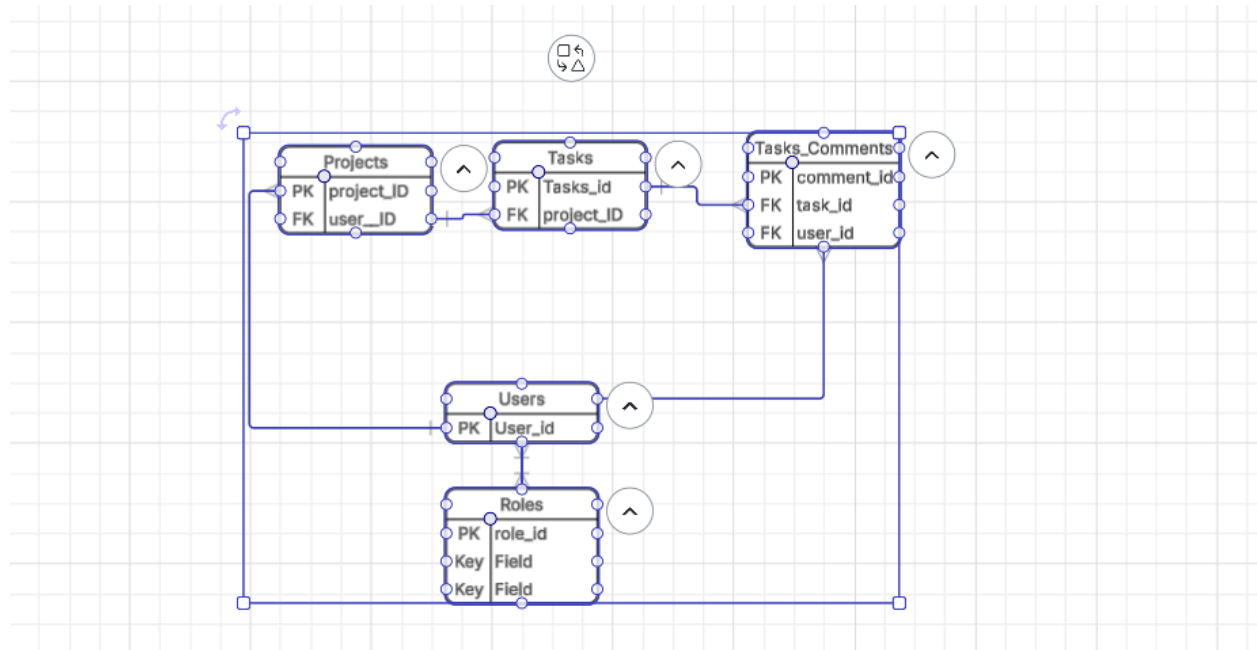 Projects
PK project_ID
FK user__ID
Tasks
PK Tasks_id
FK project_ID
Tasks_Comments
PK comment_id
FK task_id
FK user_id
Users
PK User_id
Roles
PK role_id
Key Field
Key Field